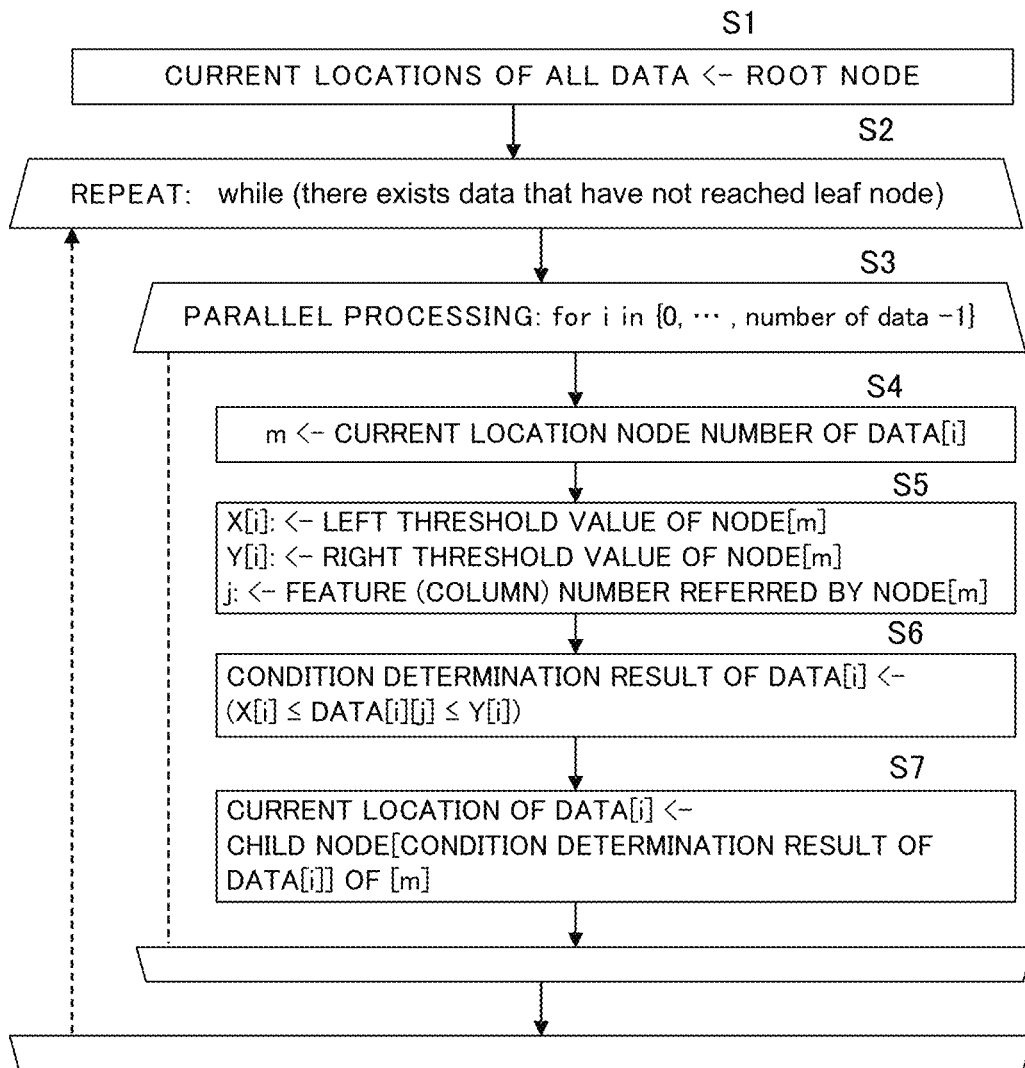 S1
CURRENT LOCATIONS OF ALL DATA <- ROOT NODE
S2
REPEAT: while (there exists data that have not reached leaf node)
S3
PARALLEL PROCESSING: for i in {0, ⋯ , number of data -1}
S4
m <- CURRENT LOCATION NODE NUMBER OF DATA[i]
S5
X[i]: <- LEFT THRESHOLD VALUE OF NODE[m]
Y[i]: <- RIGHT THRESHOLD VALUE OF NODE[m]
j: <- FEATURE (COLUMN) NUMBER REFERRED BY NODE[m]
S6
CONDITION DETERMINATION RESULT OF DATA[i] <-
(X[i] ≤ DATA[i][j] ≤ Y[i])
S7
CURRENT LOCATION OF DATA[i] <-
CHILD NODE[CONDITION DETERMINATION RESULT OF
DATA[i]] OF [m]